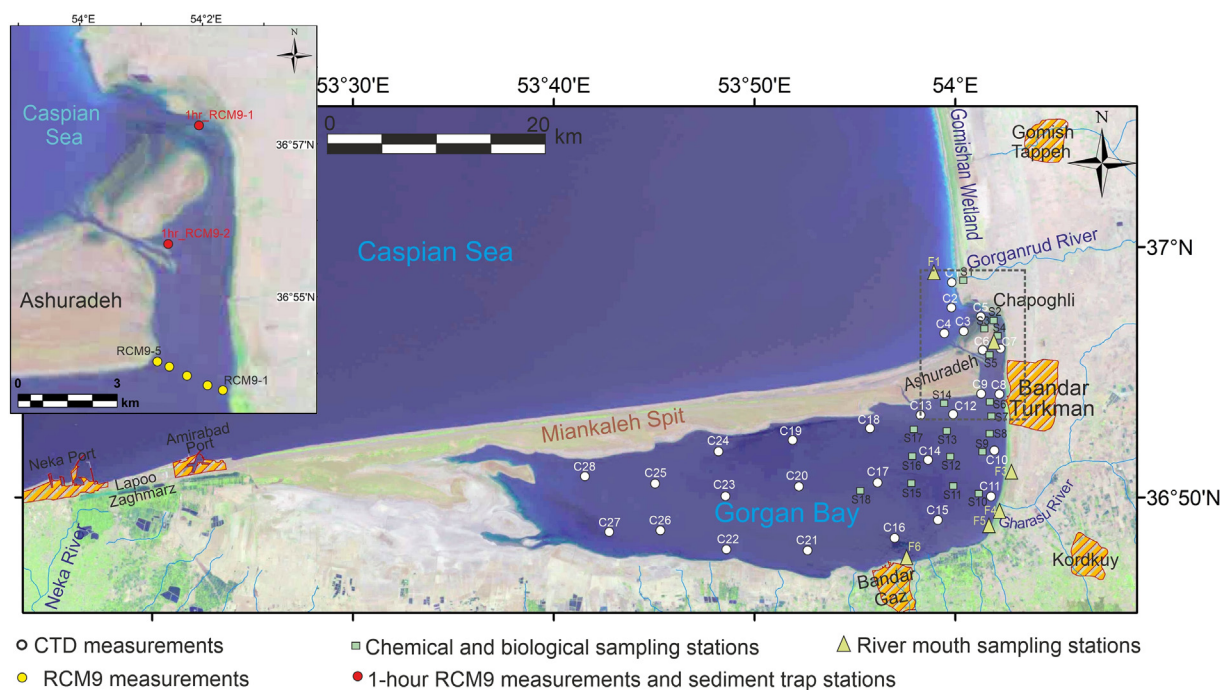 54°E
54°2'E
N
1hr_RCM9-1
Caspian
Sea
36°57'N
1hr_RCM9-2
36°55'N
Ashuradeh
RCM9-5
RCM9-1
0 3
km
53°30'E
53°40'E
53°50'E
54°E
0 20
km
Gomishan Wetland
Gomish
Tappeh
N
Caspian Sea
37°N
Gorganrud River
F1
S1
Chapoghli
C2
C5
S2
C4
C3
S4
C6
C7
S5
Ashuradeh
C9
C8
Bandar
Turkman
S14
C13
C12
S6
S7
Miankaleh Spit
C18
C19
S17
S13
S8
C24
S9
C14
C10
S16
S12
F3
Amirabad
Port
Neka Port
Lapoo
Zaghmarz
C28
C25
C23
C20
C17
S18
S15
S11
S10
C11
36°50'N
Gorgan Bay
C15
F4
F5
Gharasu River
C27
C26
C22
C21
C16
F6
Neka River
Bandar
Gaz
Kordkuy
CTD measurements
Chemical and biological sampling stations
River mouth sampling stations
RCM9 measurements
1-hour RCM9 measurements and sediment trap stations